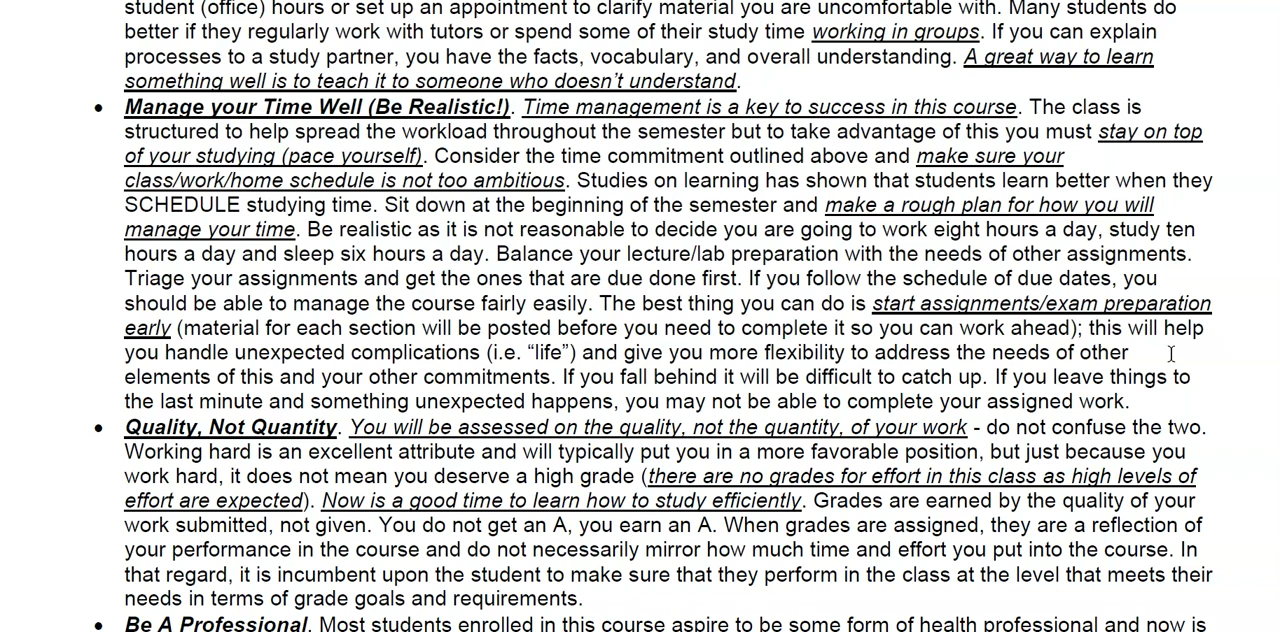 student (office) hours or set up an appointment to clarify material you are uncomfortable with. Many students do
better if they regularly work with tutors or spend some of their study time working in groups. If you can explain
processes to a study partner, you have the facts, vocabulary, and overall understanding. A great way to learn
something well is to teach it to someone who doesn’t understand.
• Manage your Time Well (Be Realistic!). Time management is a key to success in this course. The class is
structured to help spread the workload throughout the semester but to take advantage of this you must stay on top
of your studying (pace yourself). Consider the time commitment outlined above and make sure your
class/work/home schedule is not too ambitious. Studies on learning has shown that students learn better when they
SCHEDULE studying time. Sit down at the beginning of the semester and make a rough plan for how you will
manage your time. Be realistic as it is not reasonable to decide you are going to work eight hours a day, study ten
hours a day and sleep six hours a day. Balance your lecture/lab preparation with the needs of other assignments.
Triage your assignments and get the ones that are due done first. If you follow the schedule of due dates, you
should be able to manage the course fairly easily. The best thing you can do is start assignments/exam preparation
early (material for each section will be posted before you need to complete it so you can work ahead); this will help
you handle unexpected complications (i.e. “life”) and give you more flexibility to address the needs of other
elements of this and your other commitments. If you fall behind it will be difficult to catch up. If you leave things to
the last minute and something unexpected happens, you may not be able to complete your assigned work.
• Quality, Not Quantity. You will be assessed on the quality, not the quantity, of your work - do not confuse the two.
Working hard is an excellent attribute and will typically put you in a more favorable position, but just because you
work hard, it does not mean you deserve a high grade (there are no grades for effort in this class as high levels of
effort are expected). Now is a good time to learn how to study efficiently. Grades are earned by the quality of your
work submitted, not given. You do not get an A, you earn an A. When grades are assigned, they are a reflection of
your performance in the course and do not necessarily mirror how much time and effort you put into the course. In
that regard, it is incumbent upon the student to make sure that they perform in the class at the level that meets their
needs in terms of grade goals and requirements.
• Be A Professional. Most students enrolled in this course aspire to be some form of health professional and now is